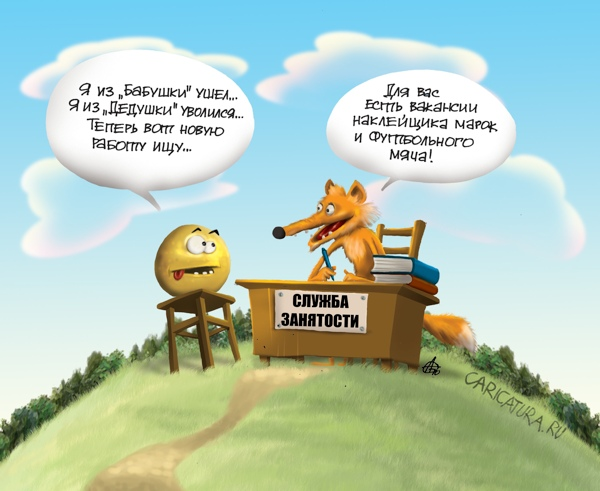 Я из „Бабушки" ушел...
Я из „Дедушки" уволился...
Теперь вот новую
работу ищу...
Для вас
есть вакансии
наклейщика марок
и футбольного
мяча!
СЛУЖБА
ЗАНЯТОСТИ
CARICATURA.RU